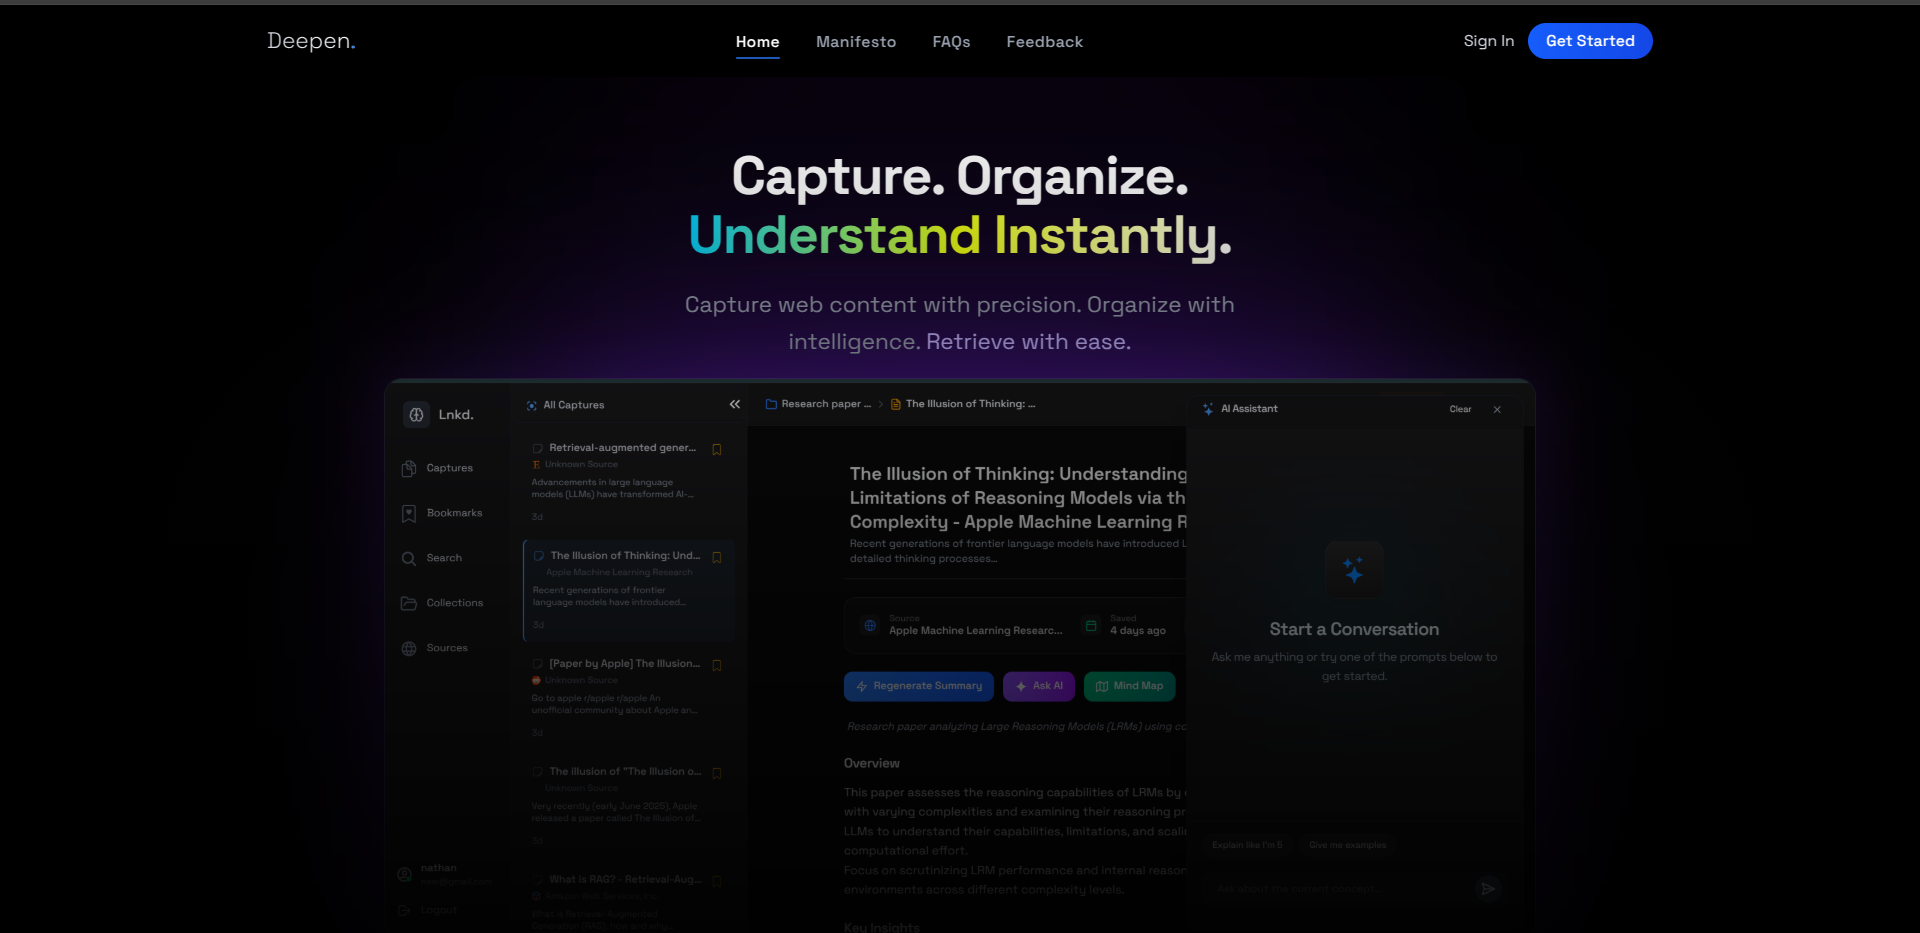 Deepen.
Home
Manifesto
FAQs
Feedback
Sign In
Get Started
Capture. Organize.
Understand Instantly.
Capture web content with precision. Organize with
intelligence. Retrieve with ease.
Lnkd.
Captures
Bookmarks
Search
Collections
Sources
nathan
Logout
All Captures
Retrieval-augmented gener...
Unknown Source
Advancements in large language
models (LLMs) have transformed AI-...
3d
The Illusion of Thinking: Und...
Apple Machine Learning Research
Recent generations of frontier
language models have introduced...
3d
[Paper by Apple] The Illusion...
Unknown Source
Go to apple r/apple r/apple An
unofficial community about Apple an...
3d
The illusion of "The Illusion o...
Unknown Source
Very recently (early June 2025), Apple
released a paper called The Illusion of...
3d
What is RAG? - Retrieval-Aug...
Amazon Web Services, Inc.
What is Retrieval-Augmented
Research paper ...
The Illusion of Thinking: ...
The Illusion of Thinking: Understanding
Limitations of Reasoning Models via th
Complexity - Apple Machine Learning R
Recent generations of frontier language models have introduced L
detailed thinking processes...
Source
Apple Machine Learning Researc...
Saved
4 days ago
Regenerate Summary
Ask AI
Mind Map
Research paper analyzing Large Reasoning Models (LRMs) using co
Overview
This paper assesses the reasoning capabilities of LRMs by
with varying complexities and examining their reasoning pr
LLMs to understand their capabilities, limitations, and scali
computational effort.
Focus on scrutinizing LRM performance and internal reason
environments across different complexity levels.
Key Insights
AI Assistant
Clear
Start a Conversation
Ask me anything or try one of the prompts below to
get started.
Explain like I'm 5
Give me examples
Ask about the current concept...